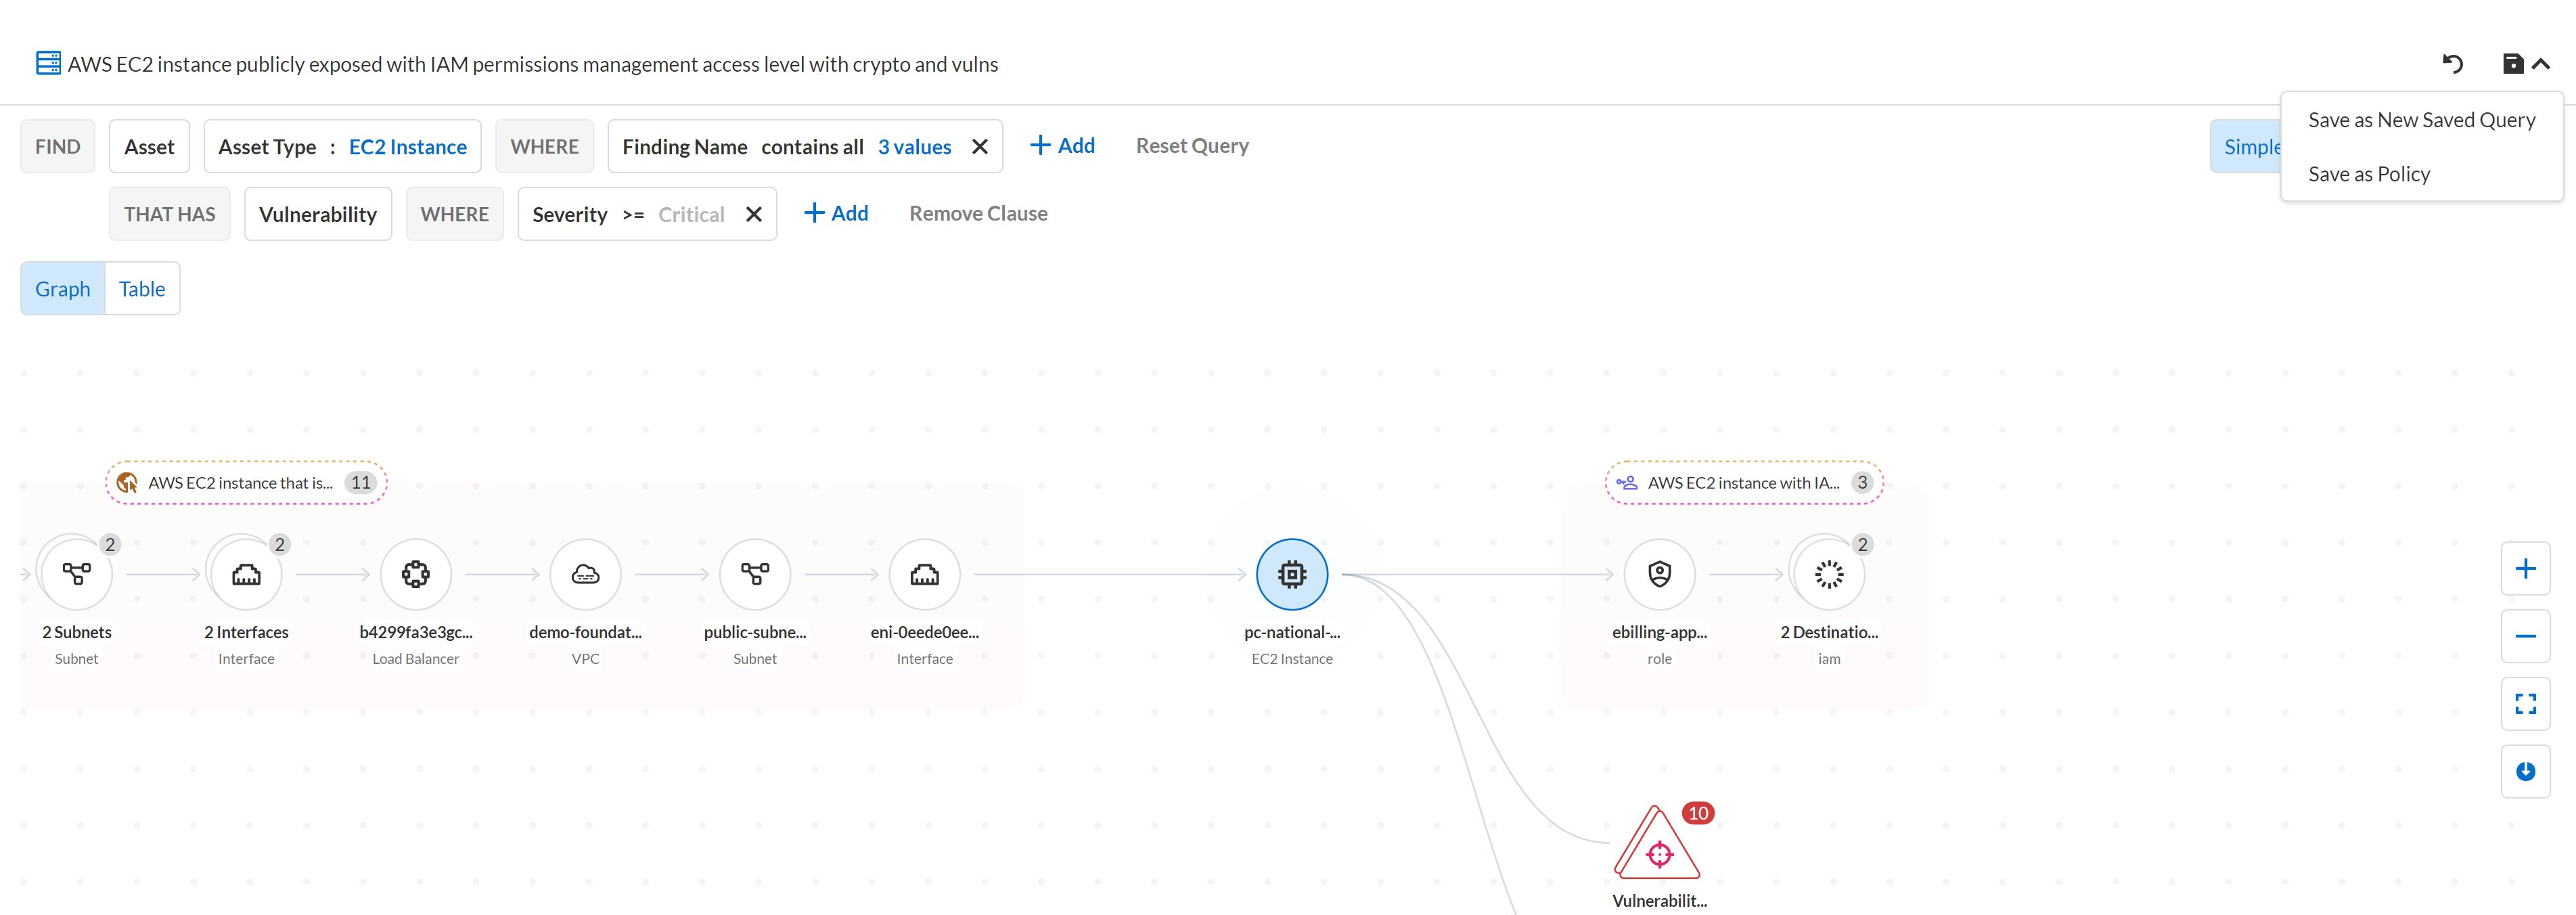 AWS EC2 instance publicly exposed with IAM permissions management access level with crypto and vulns
Save as New Saved Query
Save as Policy
FIND Asset Asset Type : EC2 Instance WHERE Finding Name contains all 3 values Add Reset Query Simple
THAT HAS Vulnerability WHERE Severity >= Critical Add Remove Clause
Graph Table
AWS EC2 instance that is... 11
AWS EC2 instance with IA... 3
2
2
2
2 Subnets
Subnet
2 Interfaces
Interface
b4299fa3e3gc...
Load Balancer
demo-foundat...
VPC
public-subne...
Subnet
eni-0eede0ee...
Interface
pc-national-...
EC2 Instance
ebilling-app...
role
2 Destinatio...
iam
10
Vulnerabilit...